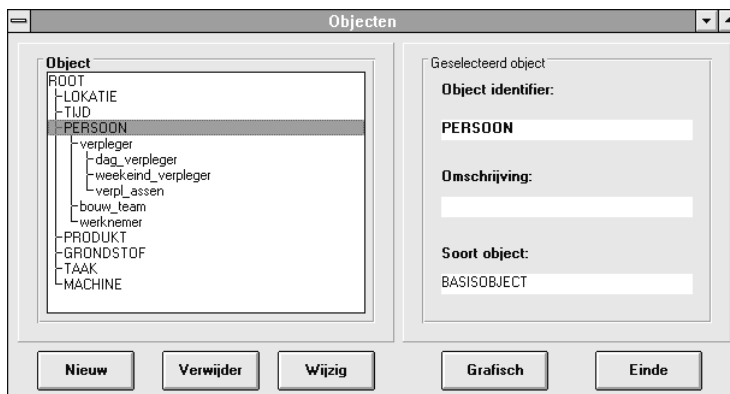 Objecten
Object
ROOT
LOKATIE
TIJD
PERSOON
verpleger
dag_verpleger
weekeind_verpleger
verpl_assen
bouw_team
werknemer
PRODUKT
GRONDSTOF
TAAK
MACHINE
Geselecteerd object
Object identifier:
PERSOON
Omschrijving:
Soort object:
BASISOBJECT
Nieuw Verwijder Wijzig Grafisch Einde